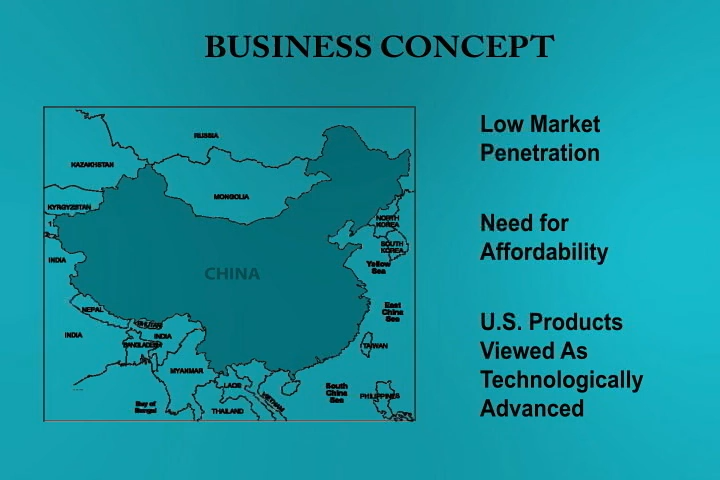 BUSINESS CONCEPT
RUSSIA
KAZAKHSTAN
MONGOLIA
KYRGYZSTAN
NORTH
KOREA
SOUTH
KOREA
INDIA
Yellow
Sea
CHINA
NEPAL
East
China
Sea
BHUTAN
INDIA
INDIA
BANGLADESH
TAIWAN
MYANMAR
LAOS
South
China
Sea
PHILIPPINES
VIETNAM
Bay of
Bengal
THAILAND
Low Market
Penetration
Need for
Affordability
U.S. Products
Viewed As
Technologically
Advanced